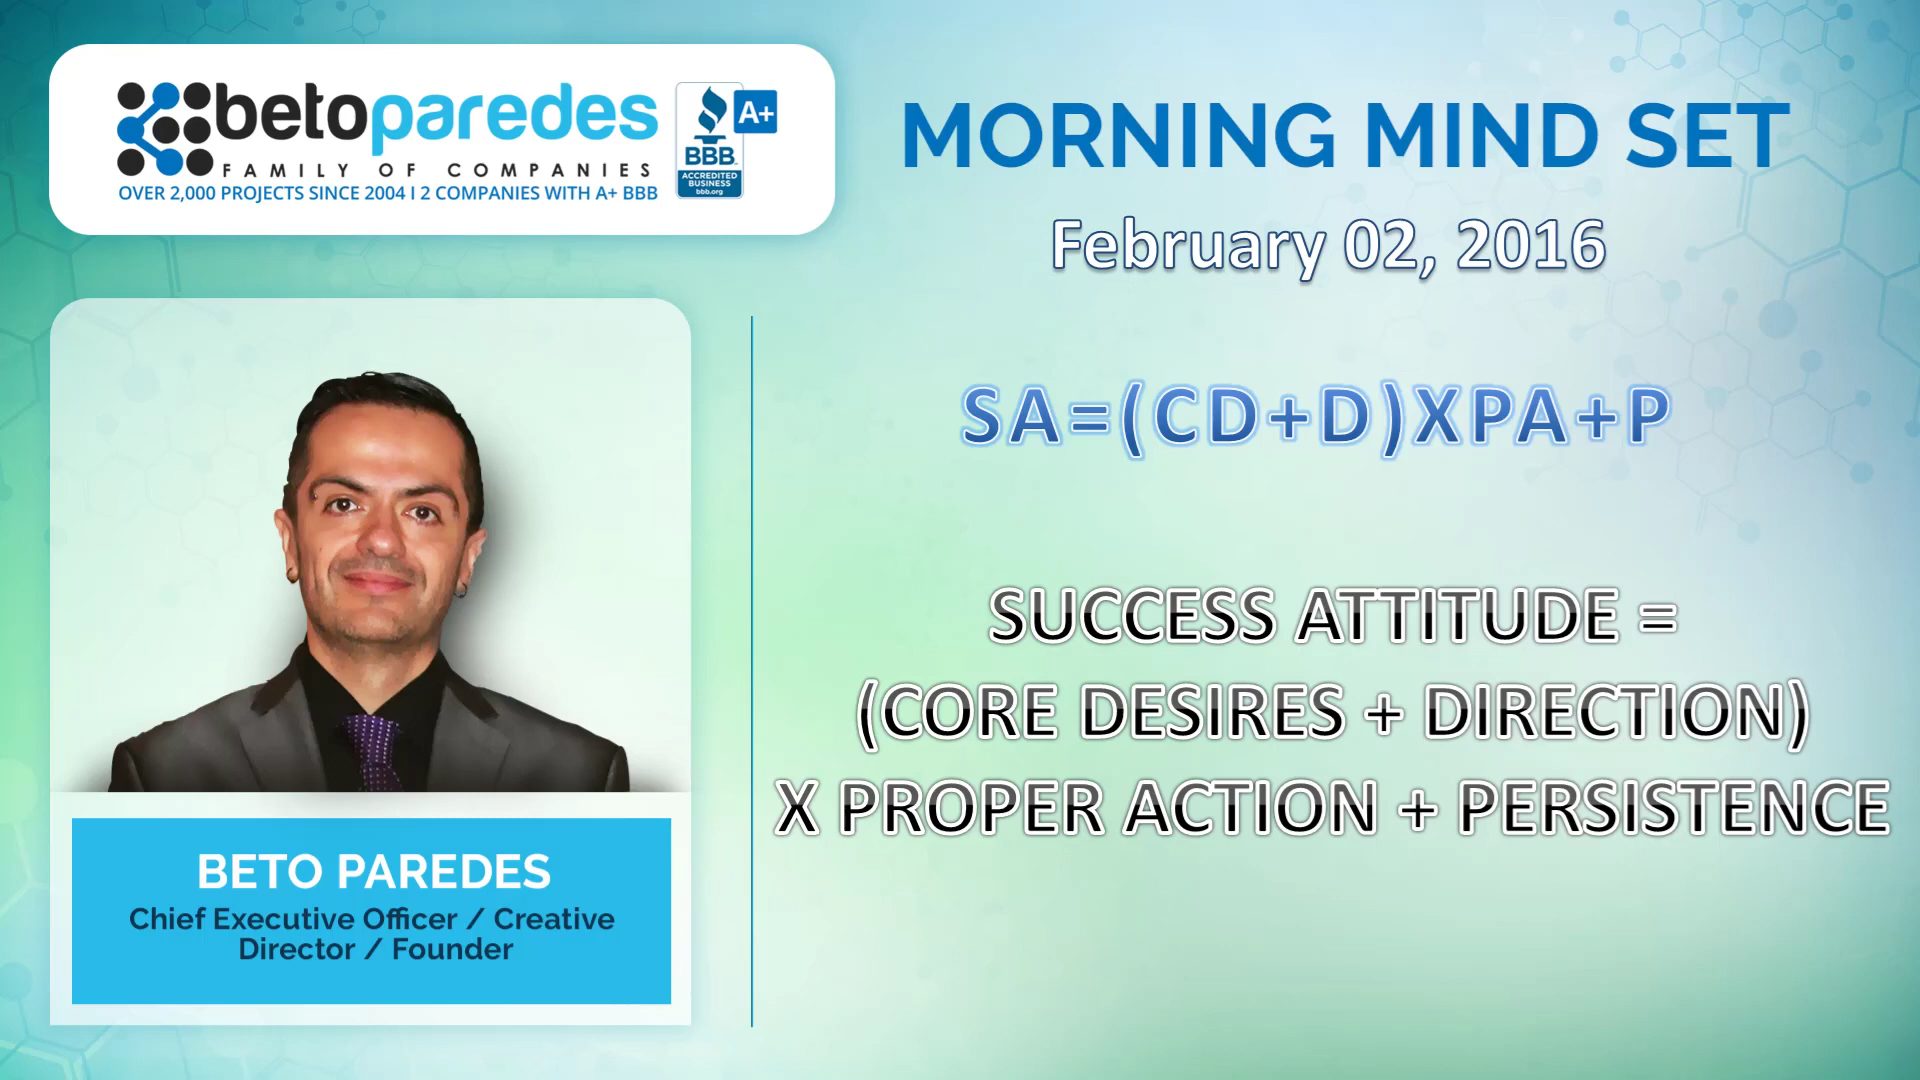 betoparedes
FAMILY OF COMPANIES
OVER 2,000 PROJECTS SINCE 2004 I 2 COMPANIES WITH A+ BBB
A+
BBB
ACCREDITED
BUSINESS
bbb.org
MORNING MIND SET
February 02, 2016
SA=(CD+D)XPA+P
SUCCESS ATTITUDE =
(CORE DESIRES + DIRECTION)
X PROPER ACTION + PERSISTENCE
BETO PAREDES
Chief Executive Officer / Creative
Director / Founder